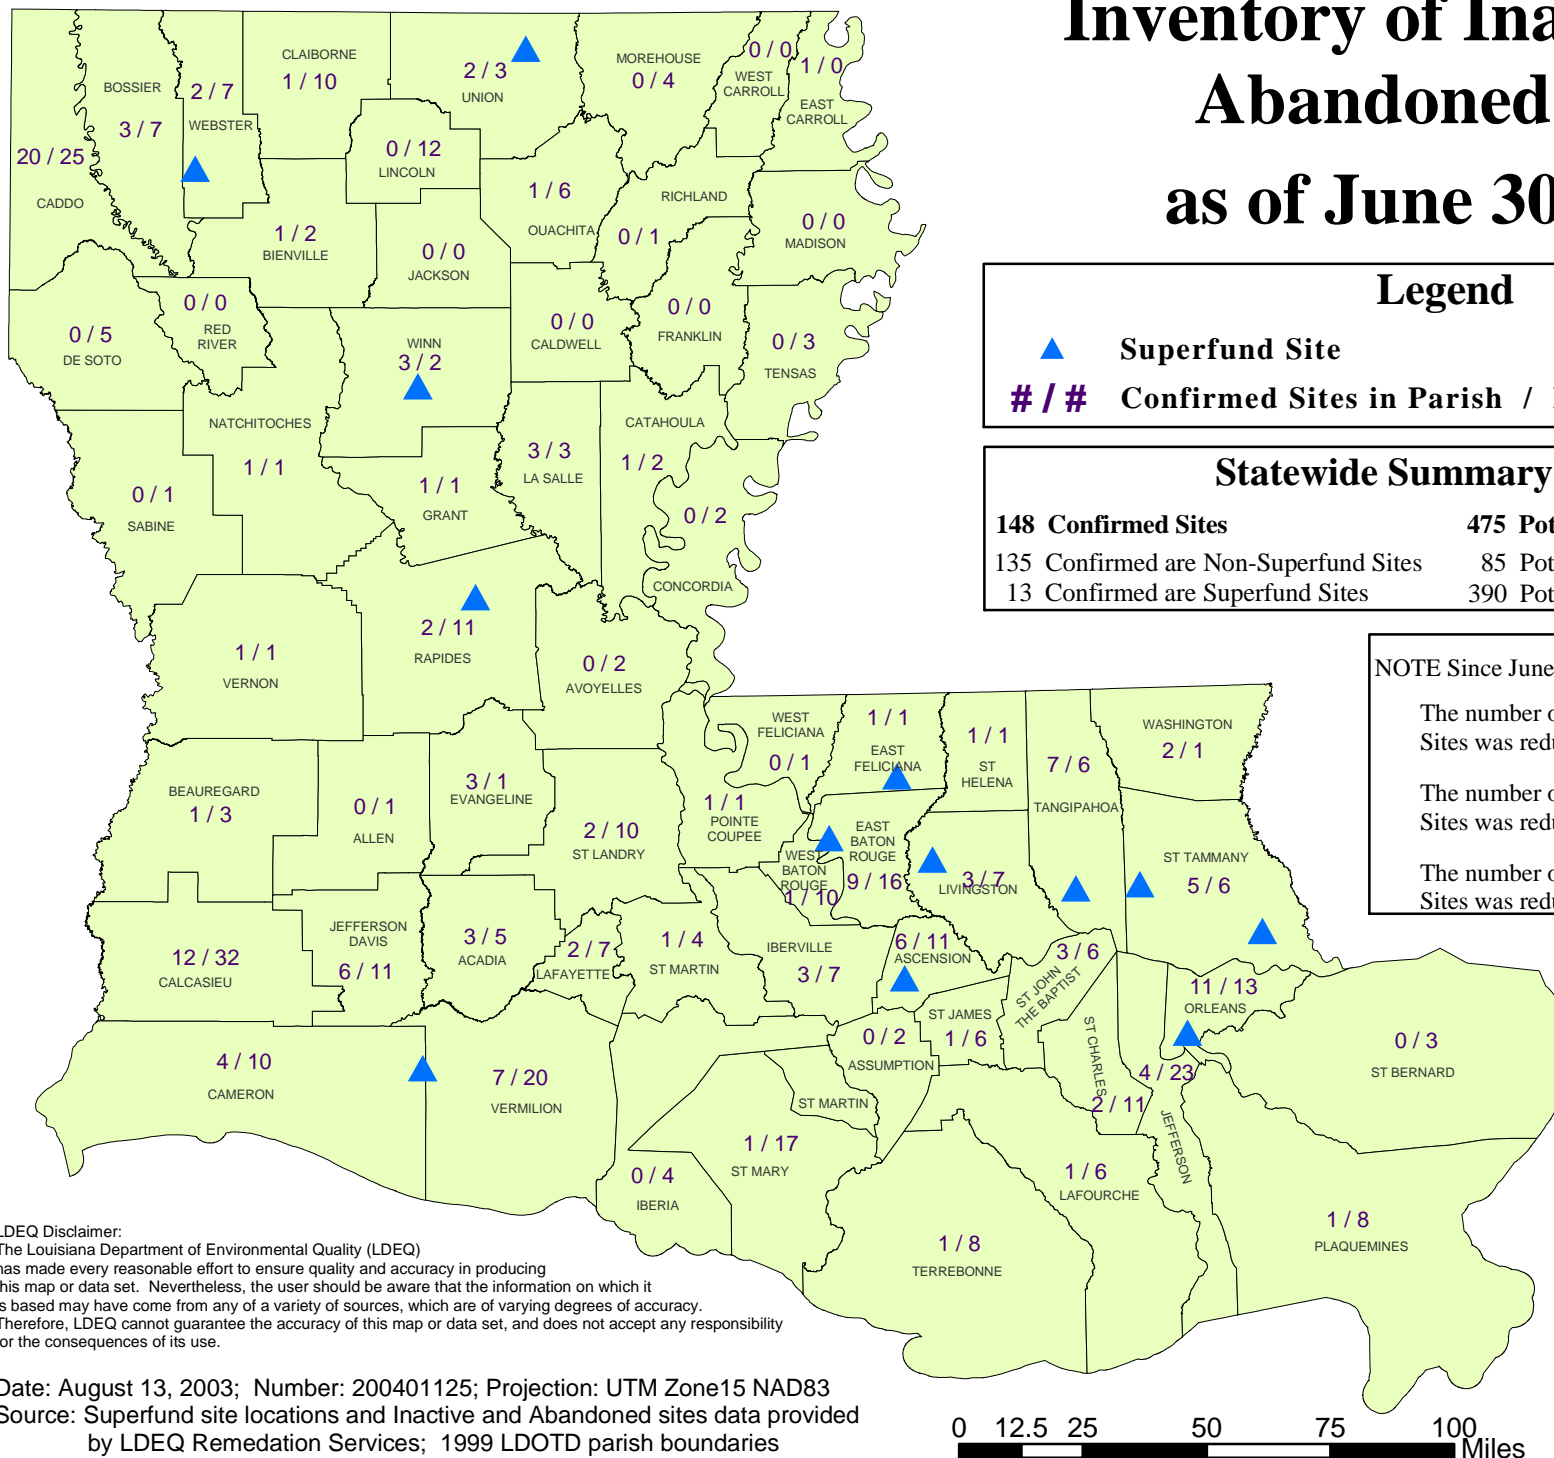 Inventory of Ina
Abandoned
as of June 30
Legend
Superfund Site
# / # Confirmed Sites in Parish /
Statewide Summary
148 Confirmed Sites 475 Pot
135 Confirmed are Non-Superfund Sites 85 Pot
13 Confirmed are Superfund Sites 390 Pot
NOTE Since June
The number o
Sites was redu
The number o
Sites was redu
The number o
Sites was redu
CADDO
20 / 25
BOSSIER
3 / 7
2 / 7
WEBSTER
CLAIBORNE
1 / 10
2 / 3
UNION
MOREHOUSE
0 / 4
0 / 0
WEST
CARROLL
1 / 0
EAST
CARROLL
0 / 12
LINCOLN
1 / 6
OUACHITA
RICHLAND
0 / 1
0 / 0
MADISON
1 / 2
BIENVILLE
0 / 0
JACKSON
0 / 0
RED
RIVER
0 / 5
DE SOTO
WINN
3 / 2
0 / 0
CALDWELL
0 / 0
FRANKLIN
0 / 3
TENSAS
NATCHITOCHES
1 / 1
0 / 1
SABINE
1 / 1
GRANT
3 / 3
LA SALLE
CATAHOULA
1 / 2
0 / 2
CONCORDIA
2 / 11
RAPIDES
1 / 1
VERNON
0 / 2
AVOYELLES
WEST
FELICIANA
0 / 1
1 / 1
EAST
FELICIANA
1 / 1
ST
HELENA
7 / 6
TANGIPAHOA
WASHINGTON
2 / 1
BEAUREGARD
1 / 3
0 / 1
ALLEN
3 / 1
EVANGELINE
2 / 10
ST LANDRY
1 / 1
POINTE
COUPEE
WEST
BATON
ROUGE
1 / 10
EAST
BATON
ROUGE
9 / 16
3 / 7
LIVINGSTON
ST TAMMANY
5 / 6
12 / 32
CALCASIEU
JEFFERSON
DAVIS
6 / 11
3 / 5
ACADIA
2 / 7
LAFAYETTE
1 / 4
ST MARTIN
IBERVILLE
3 / 7
6 / 11
ASCENSION
3 / 6
ST JOHN
THE BAPTIST
11 / 13
ORLEANS
ST JAMES
1 / 6
0 / 2
ASSUMPTION
ST CHARLES
2 / 11
4 / 23
JEFFERSON
0 / 3
ST BERNARD
4 / 10
CAMERON
7 / 20
VERMILION
ST MARTIN
1 / 17
ST MARY
0 / 4
IBERIA
1 / 6
LAFOURCHE
1 / 8
TERREBONNE
1 / 8
PLAQUEMINES
LDEQ Disclaimer:
The Louisiana Department of Environmental Quality (LDEQ)
has made every reasonable effort to ensure quality and accuracy in producing
this map or data set. Nevertheless, the user should be aware that the information on which it
is based may have come from any of a variety of sources, which are of varying degrees of accuracy.
Therefore, LDEQ cannot guarantee the accuracy of this map or data set, and does not accept any responsibility
for the consequences of its use.
Date: August 13, 2003; Number: 200401125; Projection: UTM Zone15 NAD83
Source: Superfund site locations and Inactive and Abandoned sites data provided
by LDEQ Remedation Services; 1999 LDOTD parish boundaries
0 12.5 25 50 75 100
Miles